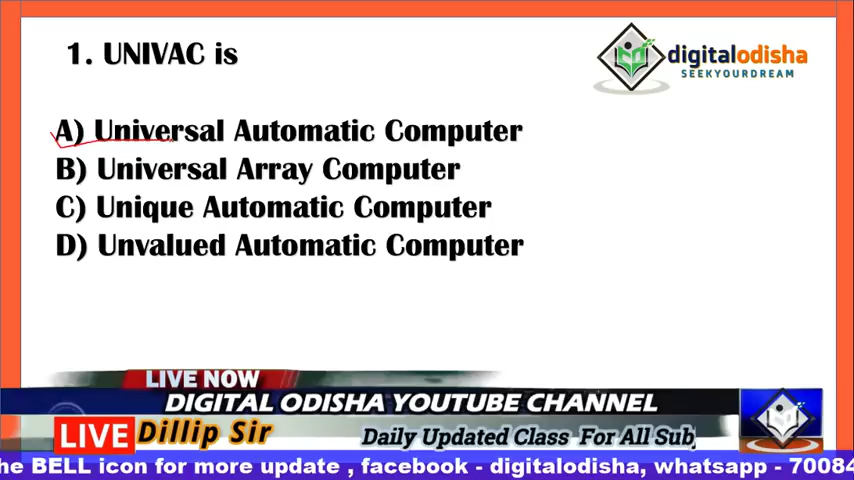 1. UNIVAC is
digitalodisha
SEEKYOURDREAM
A) Universal Automatic Computer
B) Universal Array Computer
C) Unique Automatic Computer
D) Unvalued Automatic Computer
LIVE NOW
DIGITAL ODISHA YOUTUBE CHANNEL
LIVE Dillip Sir
Daily Updated Class For All Sub
he BELL icon for more update , facebook - digitalodisha, whatsapp - 70084